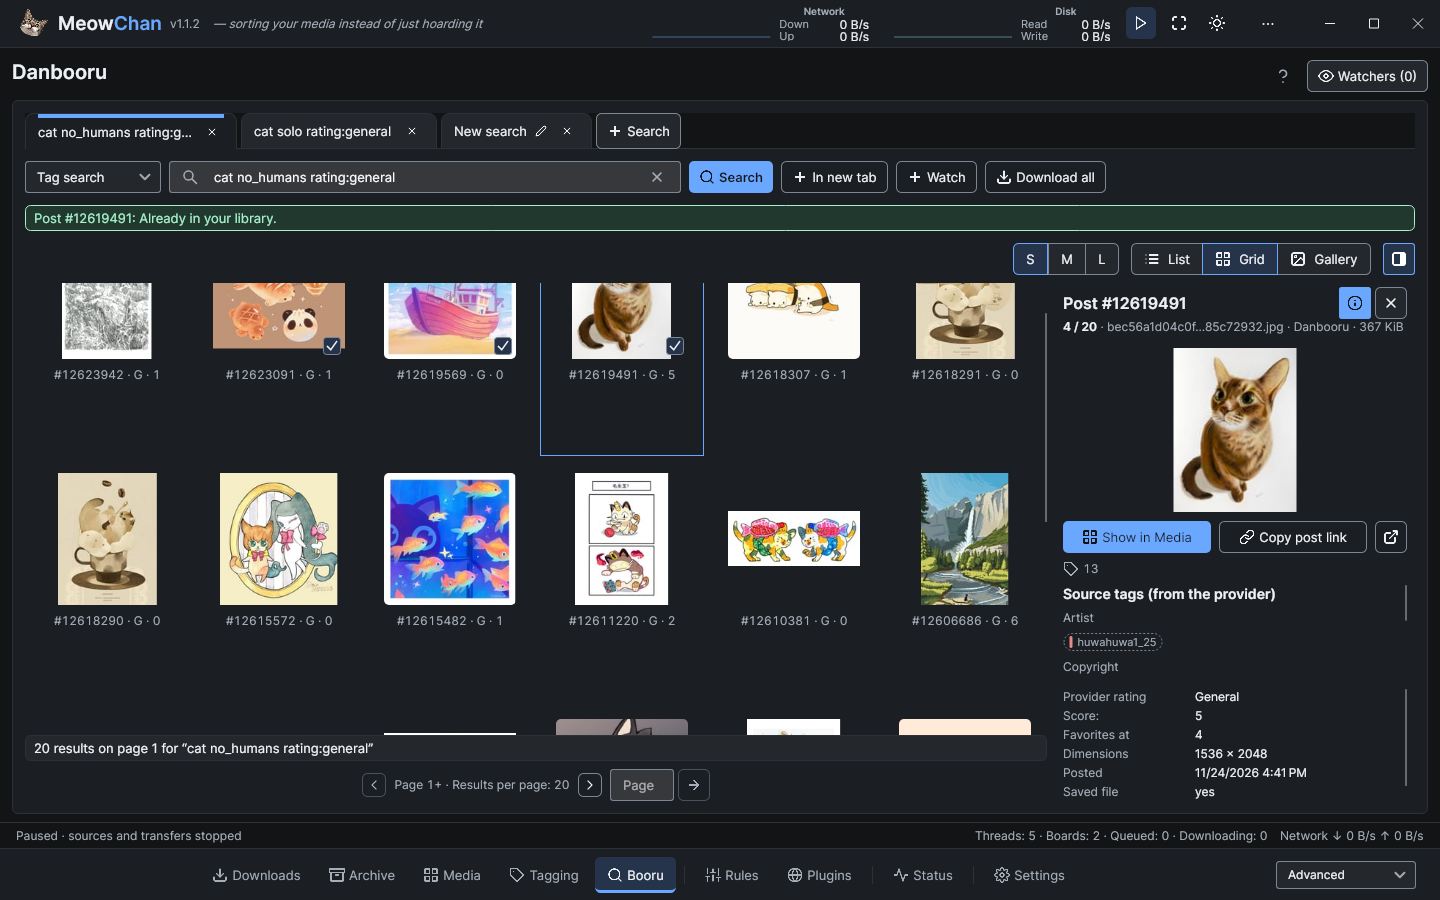 MeowChan v1.1.2 — sorting your media instead of just hoarding it
Network
Down 0 B/s
Up 0 B/s
Disk
Read 0 B/s
Write 0 B/s
Danbooru
? Watchers (0)
cat no_humans rating:g... × cat solo rating:general × New search × + Search
Tag search cat no_humans rating:general Search + In new tab + Watch Download all
Post #12619491: Already in your library.
S M L List Grid Gallery
#12623942 · G · 1
#12623091 · G · 1
#12619569 · G · 0
#12619491 · G · 5
#12618307 · G · 1
#12618291 · G · 0
#12618290 · G · 0
#12615572 · G · 0
#12615482 · G · 1
#12611220 · G · 2
#12610381 · G · 0
#12606686 · G · 6
20 results on page 1 for “cat no_humans rating:general”
Page 1+ · Results per page: 20 Page
Post #12619491
4 / 20 · bec56a1d04c0f...85c72932.jpg · Danbooru · 367 KiB
Show in Media Copy post link
13
Source tags (from the provider)
Artist
huwahuwa1_25
Copyright
Provider rating General
Score: 5
Favorites at 4
Dimensions 1536 × 2048
Posted 11/24/2026 4:41 PM
Saved file yes
Paused · sources and transfers stopped
Threads: 5 · Boards: 2 · Queued: 0 · Downloading: 0 Network ↓ 0 B/s ↑ 0 B/s
Downloads Archive Media Tagging Booru Rules Plugins Status Settings Advanced